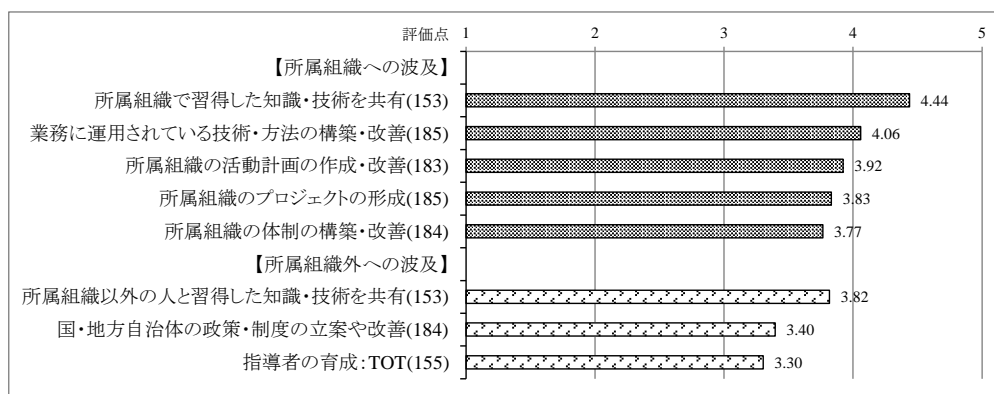 評価点 1 2 3 4 5
【所属組織への波及】
所属組織で習得した知識・技術を共有(153) 4.44
業務に運用されている技術・方法の構築・改善(185) 4.06
所属組織の活動計画の作成・改善(183) 3.92
所属組織のプロジェクトの形成(185) 3.83
所属組織の体制の構築・改善(184) 3.77
【所属組織外への波及】
所属組織以外の人と習得した知識・技術を共有(153) 3.82
国・地方自治体の政策・制度の立案や改善(184) 3.40
指導者の育成:TOT(155) 3.30